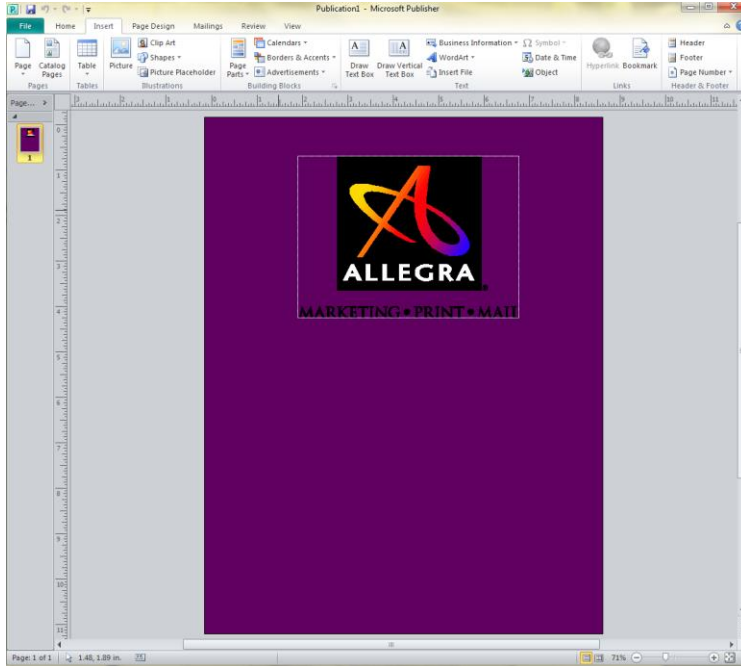 Publication1 - Microsoft Publisher
File Home Insert Page Design Mailings Review View
Page
Catalog Pages
Pages
Table
Tables
Picture
Clip Art
Shapes
Picture Placeholder
Illustrations
Page Parts
Calendars
Borders & Accents
Advertisements
Building Blocks
Draw Text Box
Draw Vertical Text Box
Business Information
WordArt
Insert File
Symbol
Date & Time
Object
Text
Hyperlink
Bookmark
Links
Header
Footer
Page Number
Header & Footer
Page...
1
ALLEGRA
MARKETING • PRINT • MAIL
Page: 1 of 1
1.48, 1.89 in.
71%